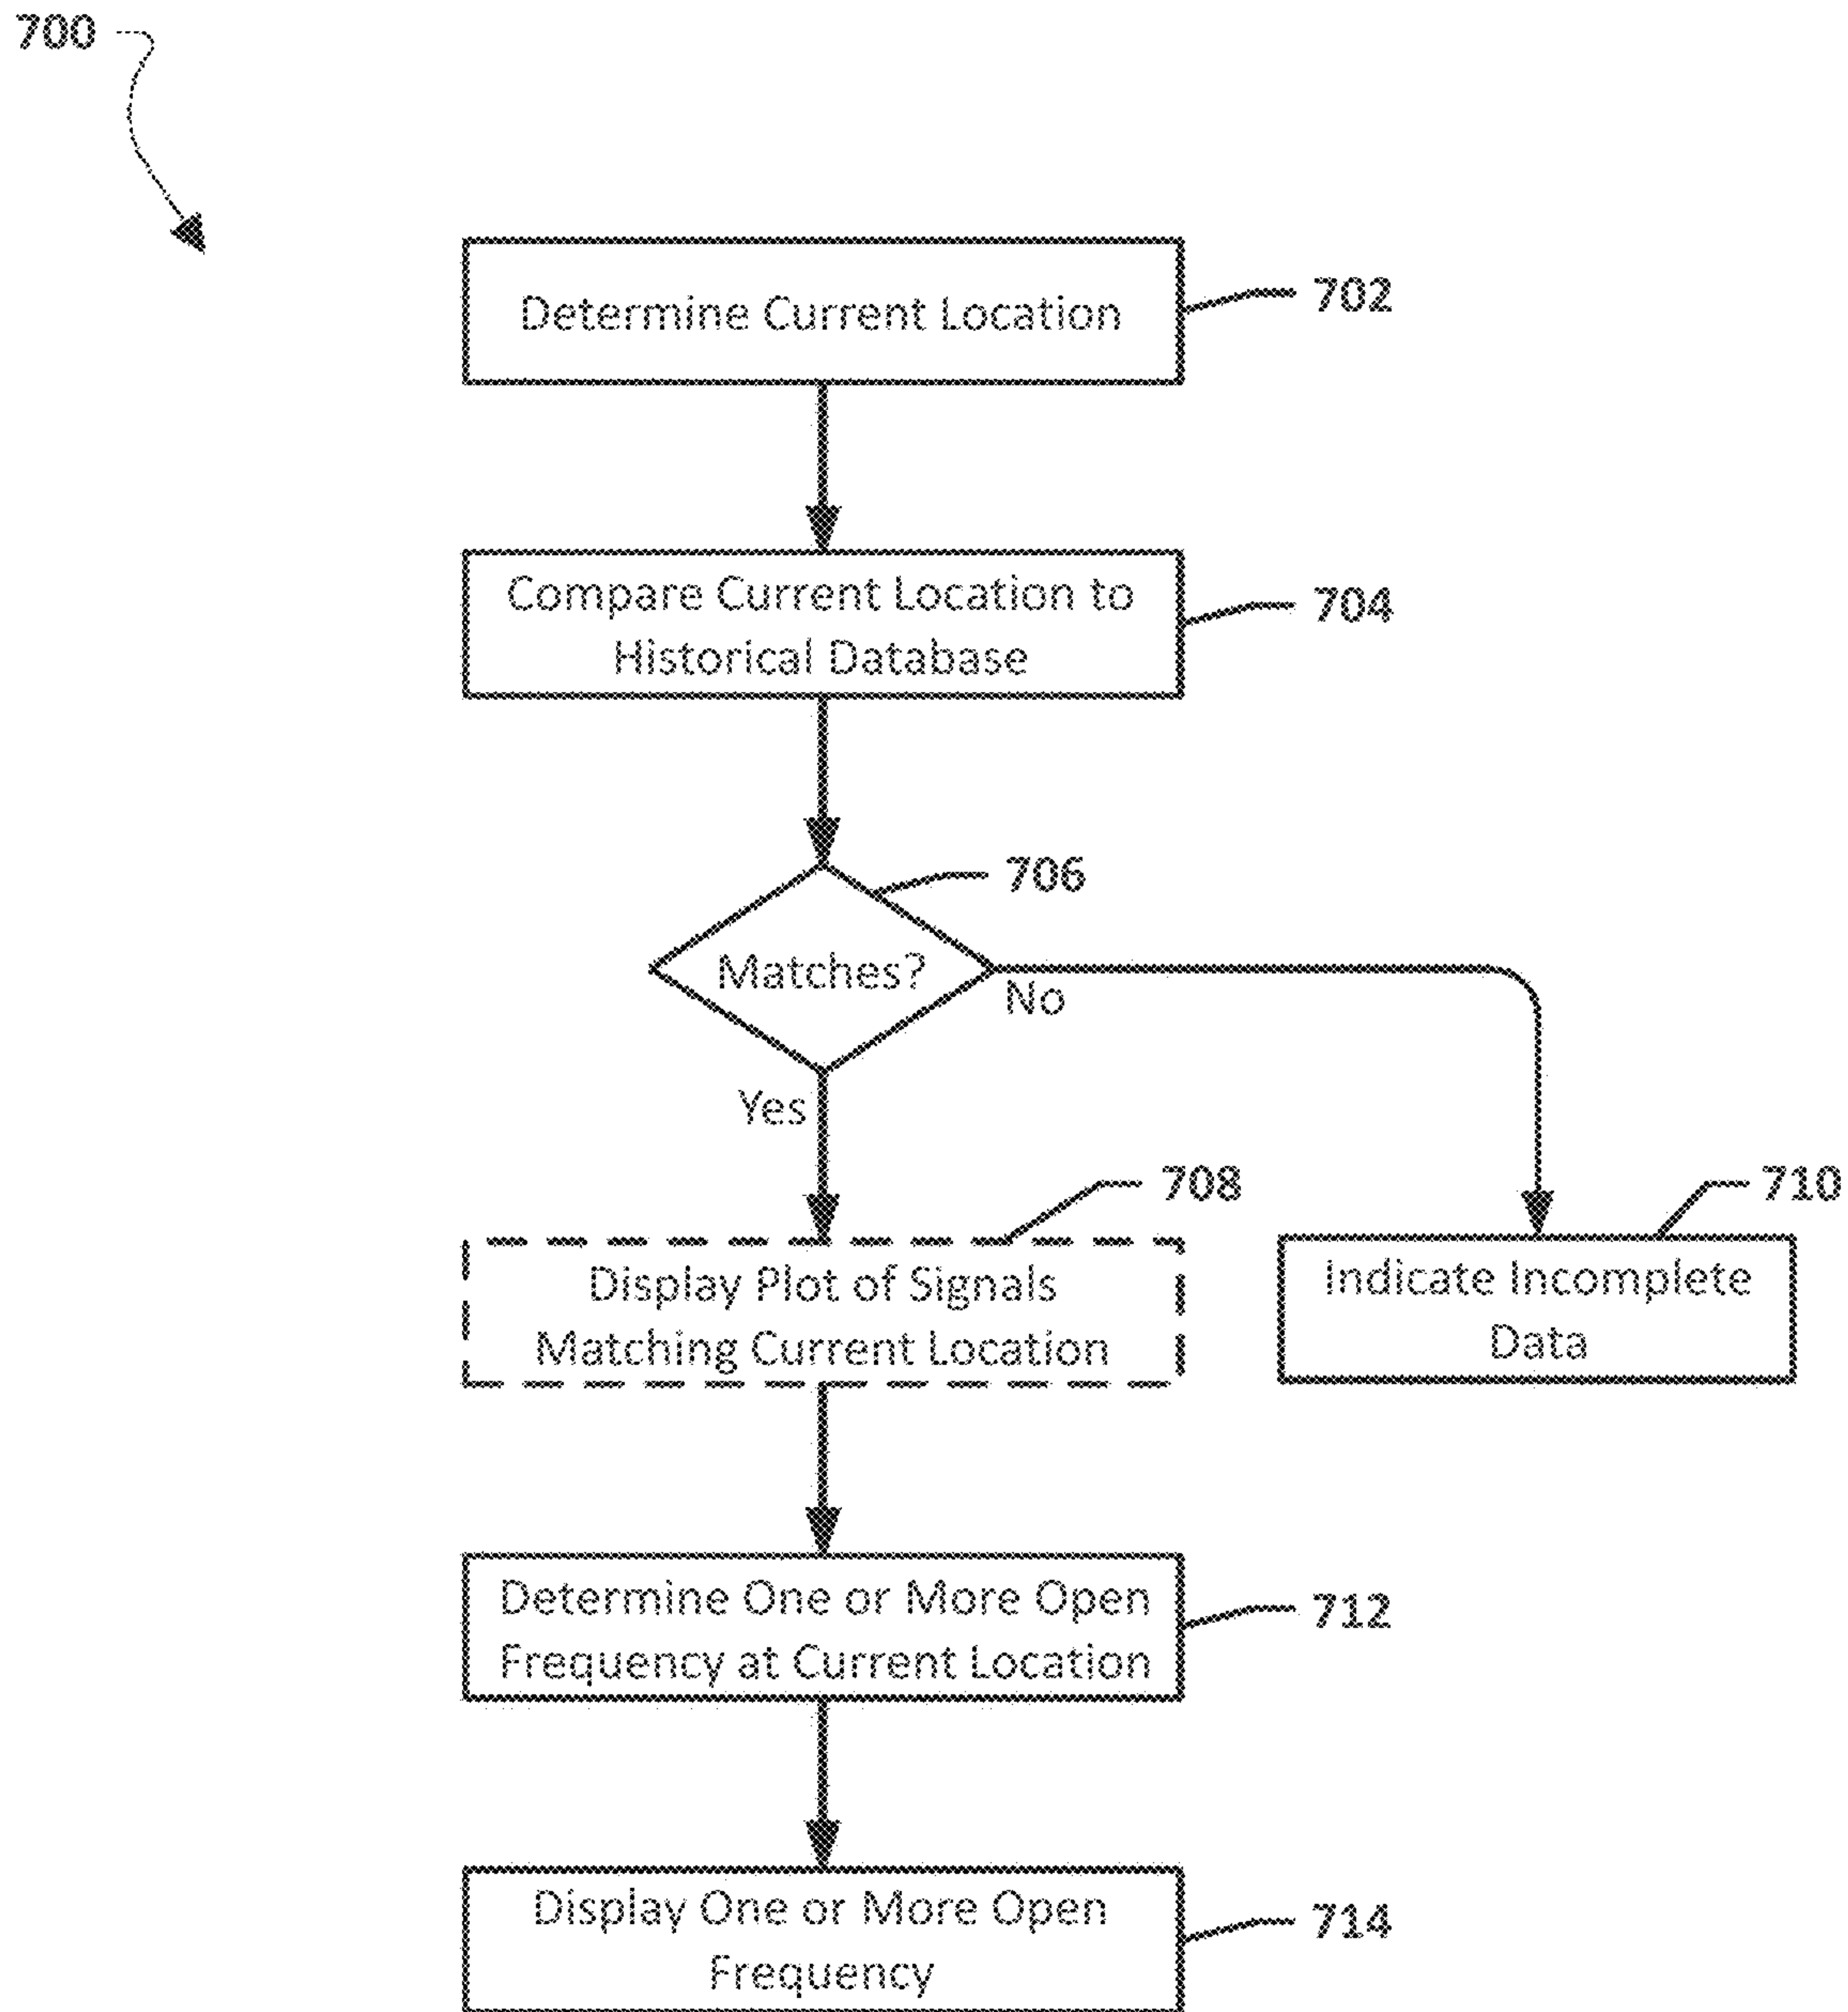 700
Determine Current Location
702
Compare Current Location to
Historical Database
704
706
Matches?
No
Yes
708
710
Display Plot of Signals
Matching Current Location
Indicate Incomplete
Data
Determine One or More Open
Frequency at Current Location
712
Display One or More Open
Frequency
714